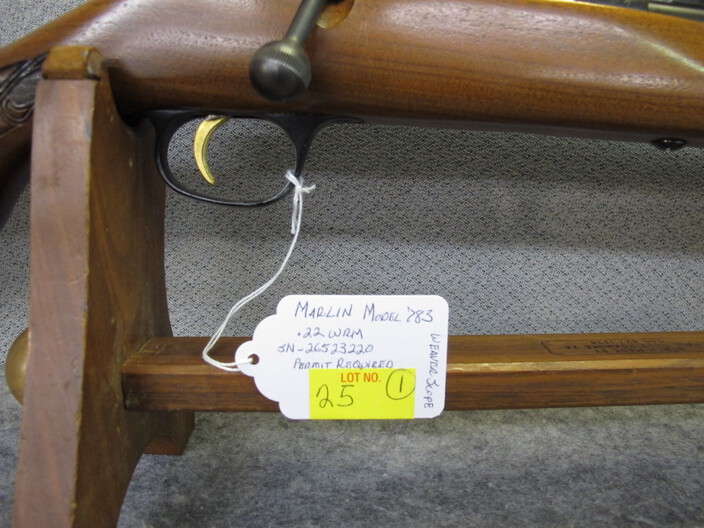 MARLIN MODEL 783
.22 WRM
SN-26523220
PERMIT REQUIRED
WEAVER SCOPE
LOT NO.
25 1